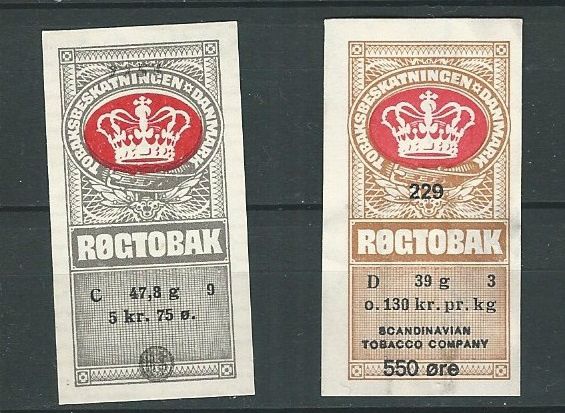 TOBAKSBESKATNINGEN DANMARK
RØGTOBAK
C 47,8 g 9
5 kr. 75 ø.
TOBAKSBESKATNINGEN DANMARK
229
RØGTOBAK
D 39 g 3
o. 130 kr. pr. kg
SCANDINAVIAN
TOBACCO COMPANY
550 øre